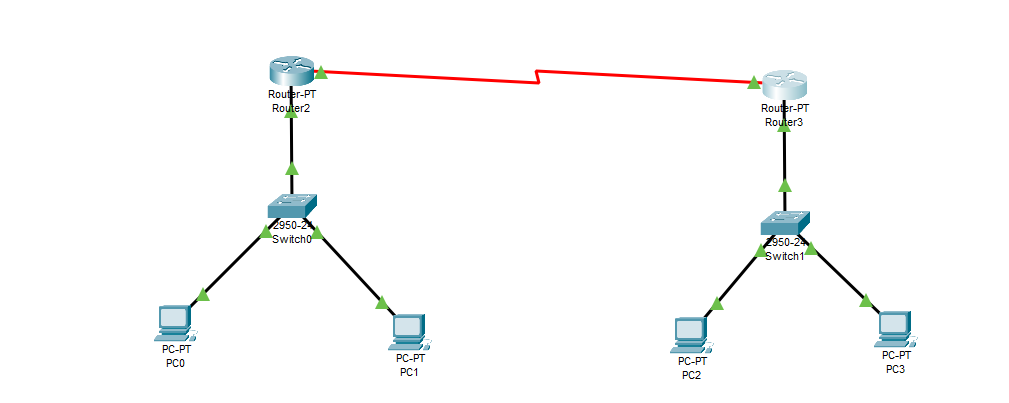 Router-PT
Router2
Router-PT
Router3
2950-24
Switch0
2950-24
Switch1
PC-PT
PC0
PC-PT
PC1
PC-PT
PC2
PC-PT
PC3